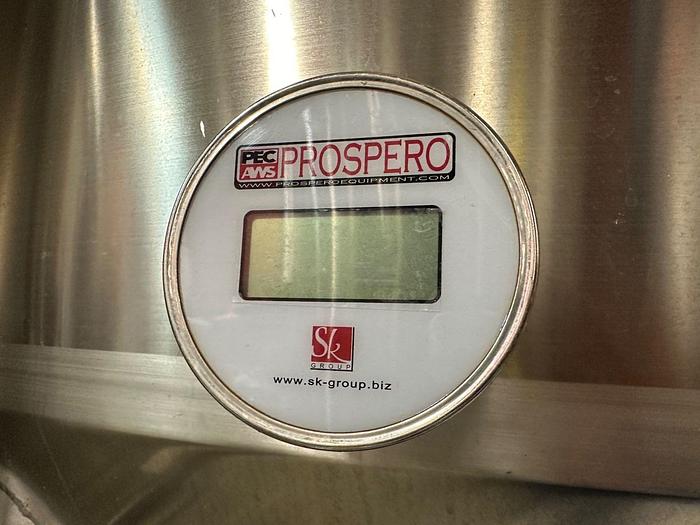 PEC
AWS
PROSPERO
WWW.PROSPEROEQUIPMENT.COM
Sk
GROUP
www.sk-group.biz